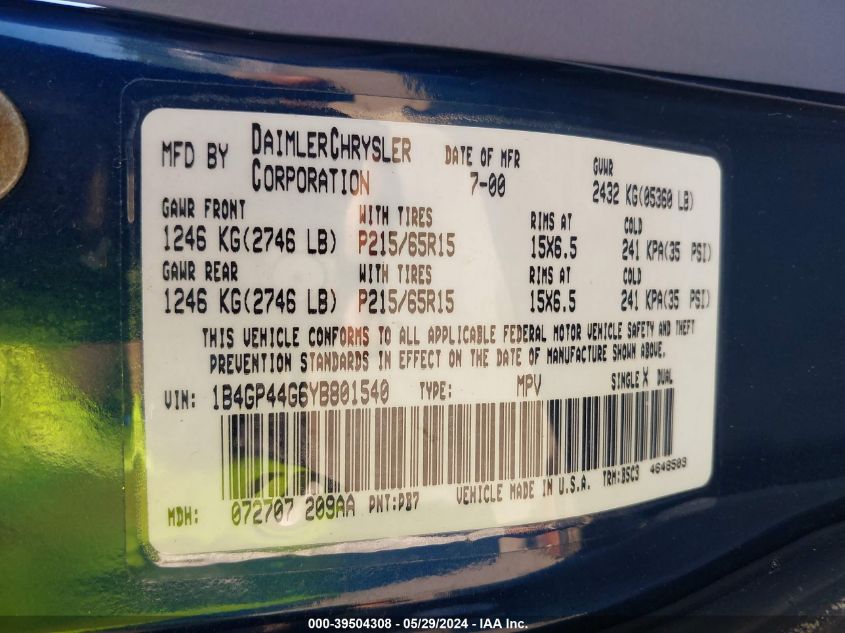 MFD BY DAIMLERCHRYSLER CORPORATION DATE OF MFR 7-00 GVWR 2432 KG(05360 LB)
GAWR FRONT WITH TIRES RIMS AT COLD
1246 KG(2746 LB) P215/65R15 15X6.5 241 KPA(35 PSI)
GAWR REAR WITH TIRES RIMS AT COLD
1246 KG(2746 LB) P215/65R15 15X6.5 241 KPA(35 PSI)
THIS VEHICLE CONFORMS TO ALL APPLICABLE FEDERAL MOTOR VEHICLE SAFETY AND THEFT
PREVENTION STANDARDS IN EFFECT ON THE DATE OF MANUFACTURE SHOWN ABOVE.
VIN: 1B4GP44G6YB801540 TYPE: MPV SINGLE X DUAL
MDH: 072707 209AA PNT:PB7 VEHICLE MADE IN U.S.A. TRM:B5C3 4648509
000-39504308 - 05/29/2024 - IAA Inc.